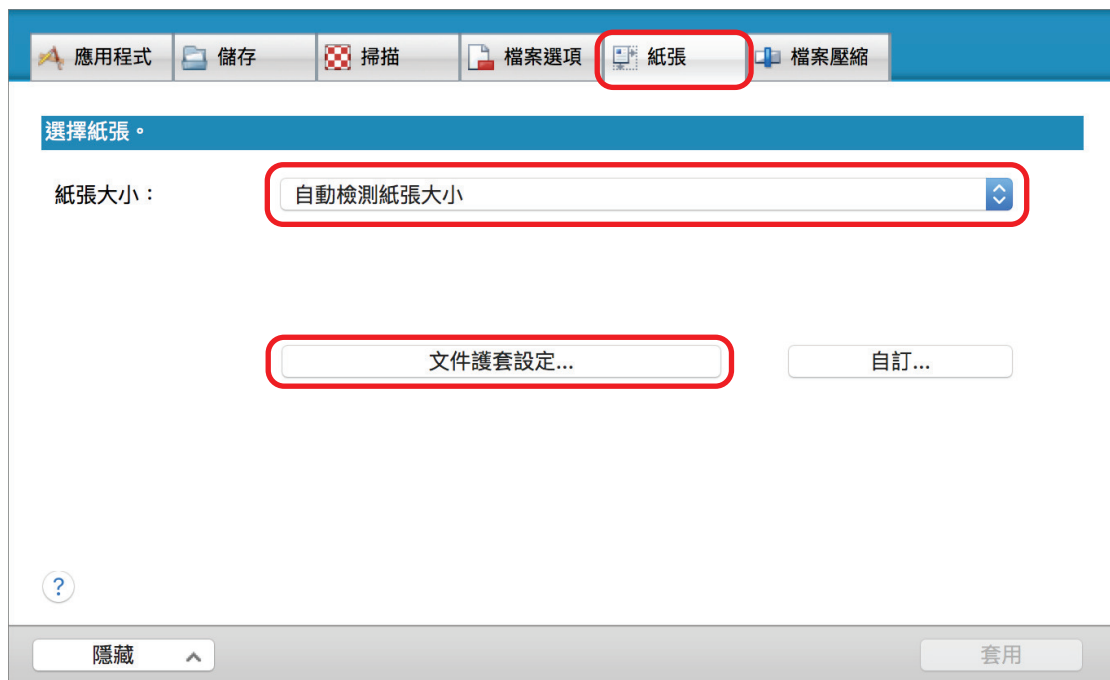 應用程式 儲存 掃描 檔案選項 紙張 檔案壓縮
選擇紙張。
紙張大小： 自動檢測紙張大小
文件護套設定... 自訂...
?
隱藏 套用